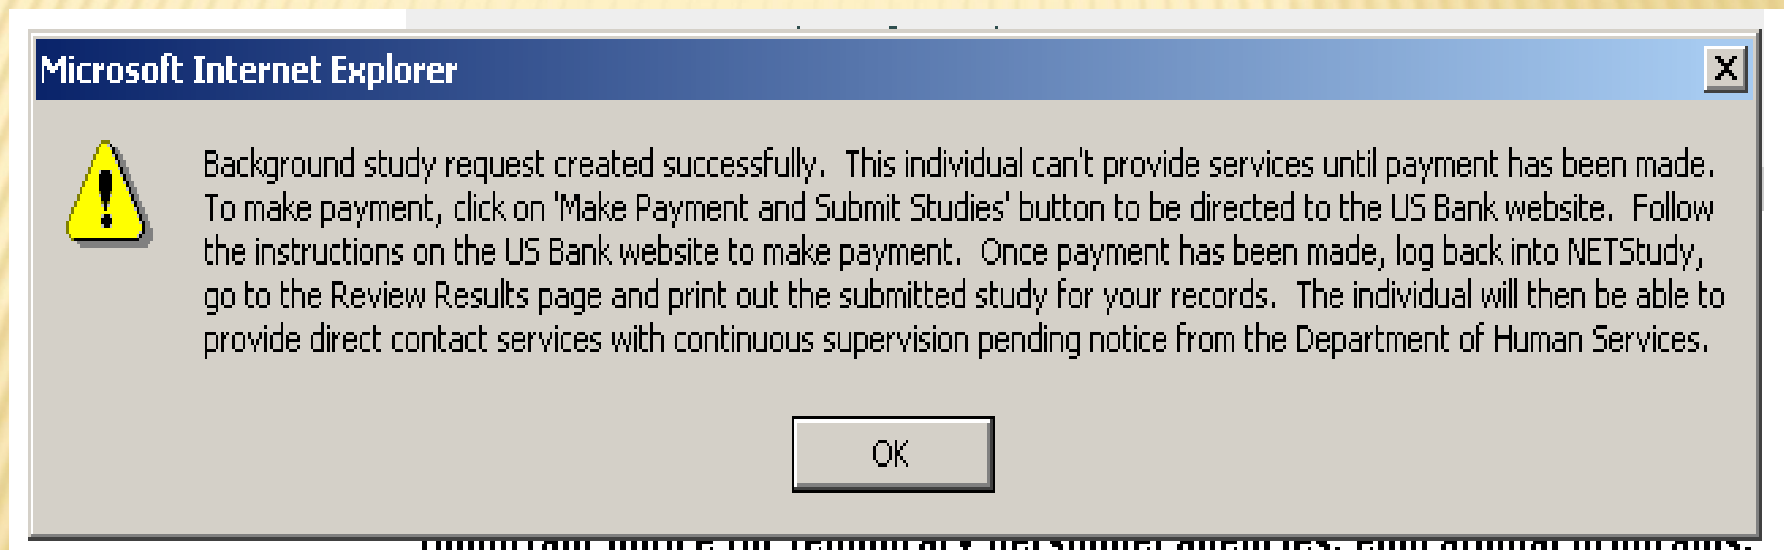 Microsoft Internet Explorer
Background study request created successfully. This individual can't provide services until payment has been made.
To make payment, click on 'Make Payment and Submit Studies' button to be directed to the US Bank website. Follow
the instructions on the US Bank website to make payment. Once payment has been made, log back into NETStudy,
go to the Review Results page and print out the submitted study for your records. The individual will then be able to
provide direct contact services with continuous supervision pending notice from the Department of Human Services.
OK